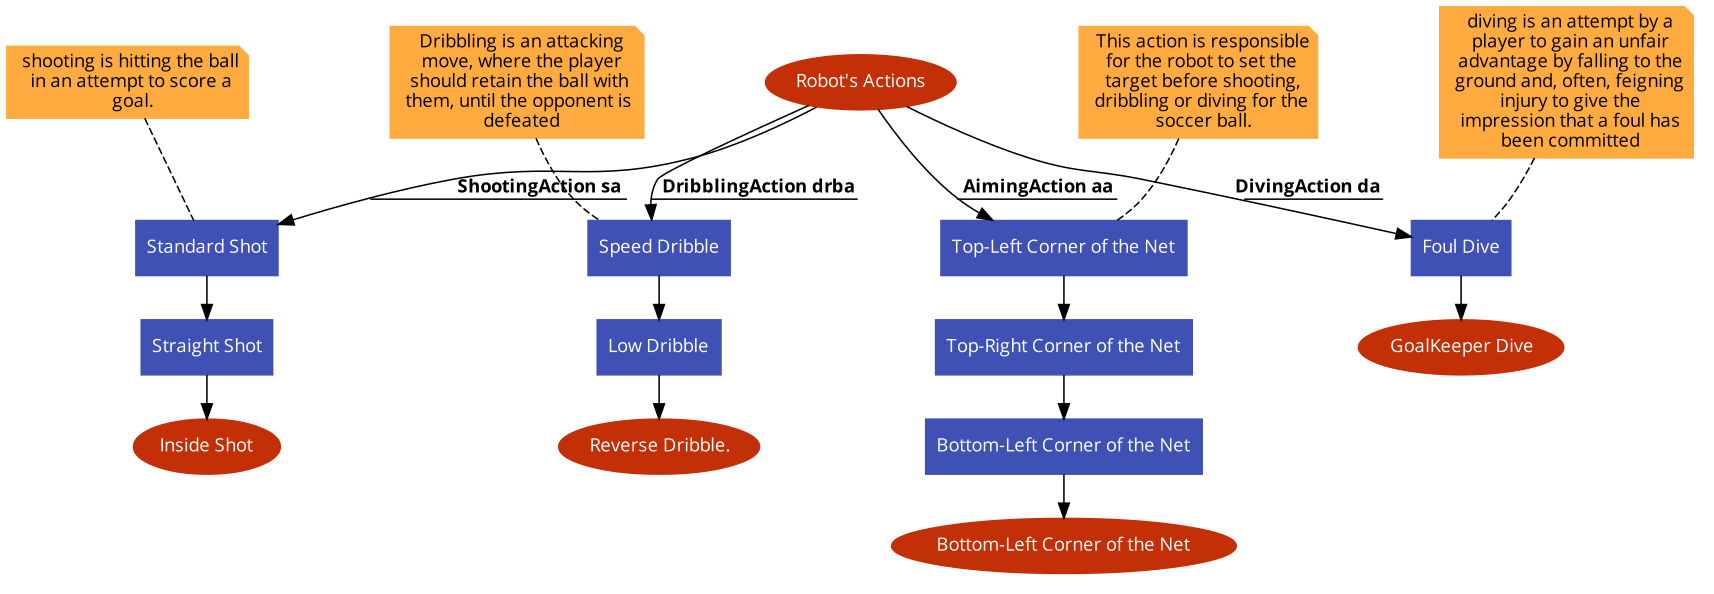 shooting is hitting the ball
in an attempt to score a
goal.
Dribbling is an attacking
move, where the player
should retain the ball with
them, until the opponent is
defeated
Robot's Actions
This action is responsible
for the robot to set the
target before shooting,
dribbling or diving for the
soccer ball.
diving is an attempt by a
player to gain an unfair
advantage by falling to the
ground and, often, feigning
injury to give the
impression that a foul has
been committed
ShootingAction sa
DribblingAction drba
AimingAction aa
DivingAction da
Standard Shot
Speed Dribble
Top-Left Corner of the Net
Foul Dive
Straight Shot
Low Dribble
Top-Right Corner of the Net
GoalKeeper Dive
Inside Shot
Reverse Dribble.
Bottom-Left Corner of the Net
Bottom-Left Corner of the Net